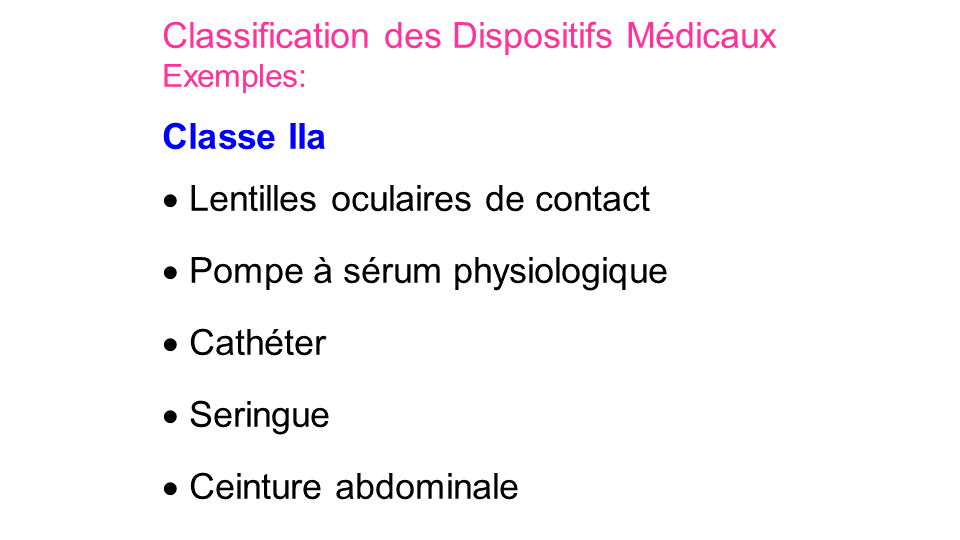 Classification des Dispositifs Médicaux
Exemples:
Classe IIa
• Lentilles oculaires de contact
• Pompe à sérum physiologique
• Cathéter
• Seringue
• Ceinture abdominale